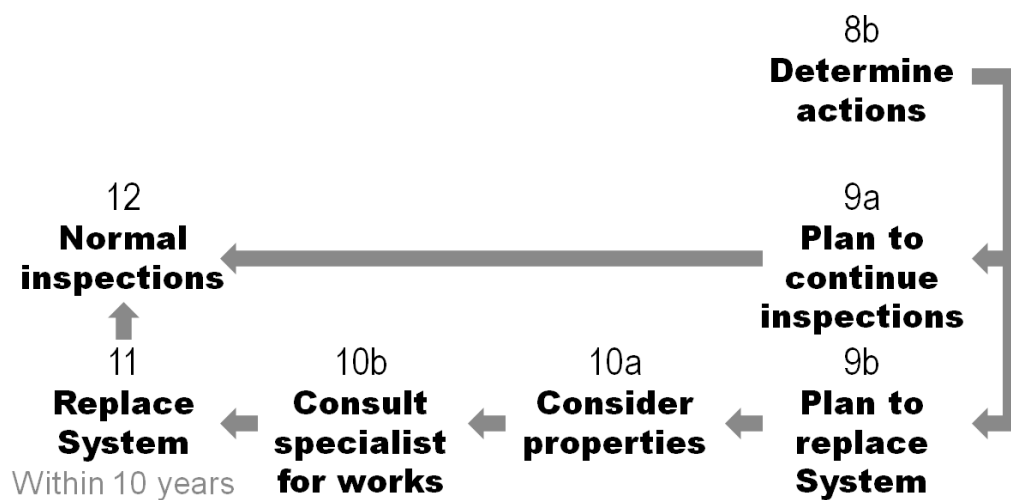 8b
Determine
actions
12
Normal
inspections
9a
Plan to
continue
inspections
11
Replace
System
Within 10 years
10b
Consult
specialist
for works
10a
Consider
properties
9b
Plan to
replace
System